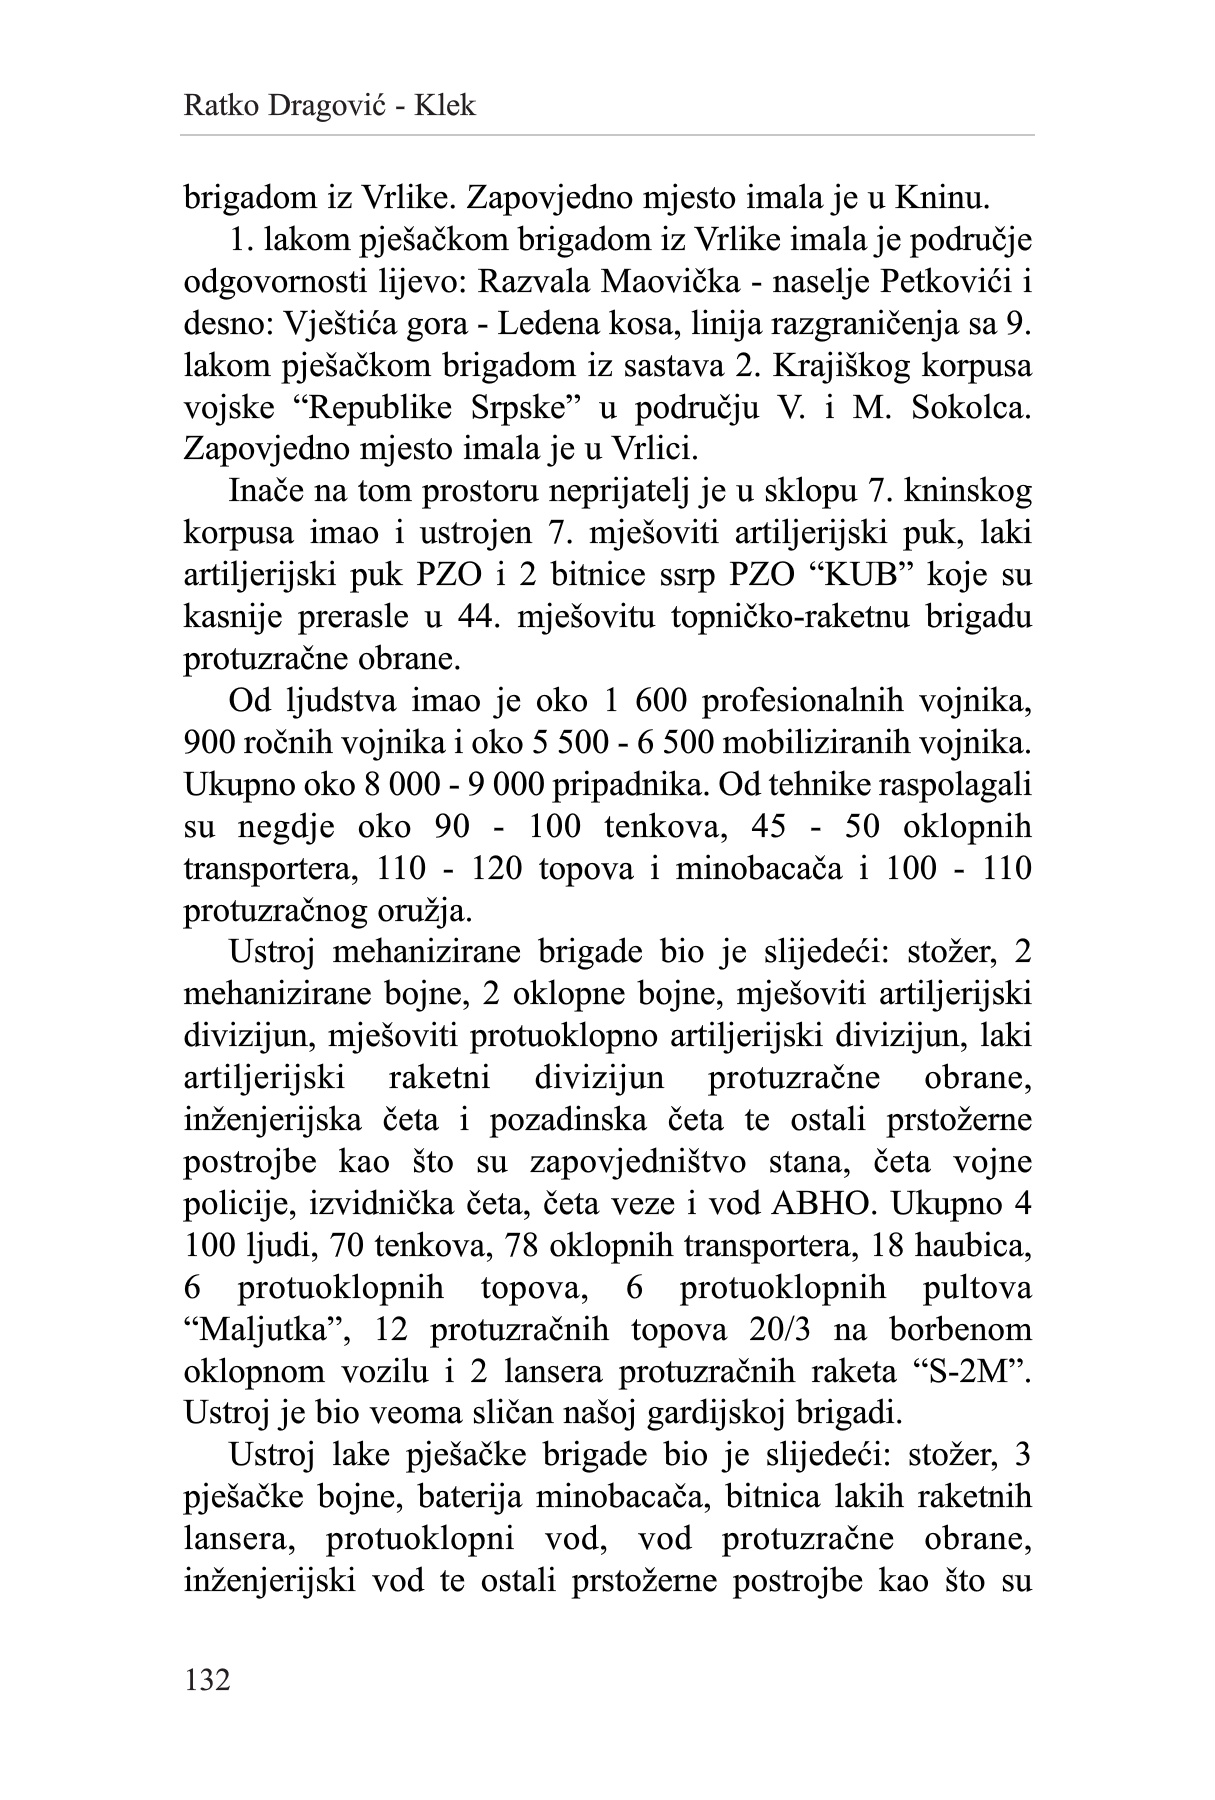 Ratko Dragović - Klek
brigadom iz Vrlike. Zapovjedno mjesto imala je u Kninu.
1. lakom pješačkom brigadom iz Vrlike imala je područje
odgovornosti lijevo: Razvala Maovička - naselje Petkovići i
desno: Vještića gora - Ledena kosa, linija razgraničenja sa 9.
lakom pješačkom brigadom iz sastava 2. Krajiškog korpusa
vojske “Republike Srpske” u području V. i M. Sokolca.
Zapovjedno mjesto imala je u Vrlici.
Inače na tom prostoru neprijatelj je u sklopu 7. kninskog
korpusa imao i ustrojen 7. mješoviti artiljerijski puk, laki
artiljerijski puk PZO i 2 bitnice ssrp PZO “KUB” koje su
kasnije prerasle u 44. mješovitu topničko-raketnu brigadu
protuzračne obrane.
Od ljudstva imao je oko 1 600 profesionalnih vojnika,
900 ročnih vojnika i oko 5 500 - 6 500 mobiliziranih vojnika.
Ukupno oko 8 000 - 9 000 pripadnika. Od tehnike raspolagali
su negdje oko 90 - 100 tenkova, 45 - 50 oklopnih
transportera, 110 - 120 topova i minobacača i 100 - 110
protuzračnog oružja.
Ustroj mehanizirane brigade bio je slijedeći: stožer, 2
mehanizirane bojne, 2 oklopne bojne, mješoviti artiljerijski
divizijun, mješoviti protuoklopno artiljerijski divizijun, laki
artiljerijski raketni divizijun protuzračne obrane,
inženjerijska četa i pozadinska četa te ostali prstožerne
postrojbe kao što su zapovjedništvo stana, četa vojne
policije, izvidnička četa, četa veze i vod ABHO. Ukupno 4
100 ljudi, 70 tenkova, 78 oklopnih transportera, 18 haubica,
6 protuoklopnih topova, 6 protuoklopnih pultova
“Maljutka”, 12 protuzračnih topova 20/3 na borbenom
oklopnom vozilu i 2 lansera protuzračnih raketa “S-2M”.
Ustroj je bio veoma sličan našoj gardijskoj brigadi.
Ustroj lake pješačke brigade bio je slijedeći: stožer, 3
pješačke bojne, baterija minobacača, bitnica lakih raketnih
lansera, protuoklopni vod, vod protuzračne obrane,
inženjerijski vod te ostali prstožerne postrojbe kao što su
132